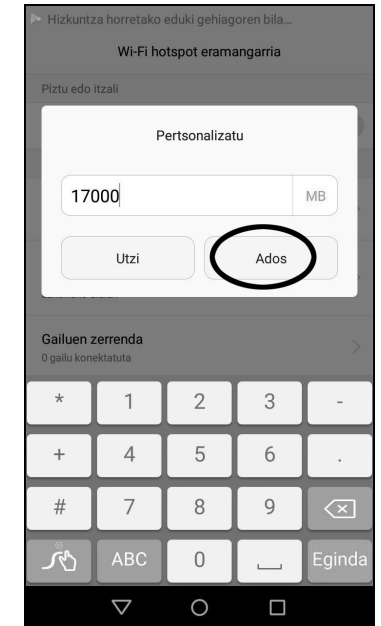 Hizkuntza horretako eduki gehiagoren bila...
Wi-Fi hotspot eramangarria
Piztu edo itzali
Pertsonalizatu
17000 MB
Utzi Ados
Gailuen zerrenda
0 gailu konektatuta
* 1 2 3 -
+ 4 5 6 .
# 7 8 9
ABC 0 Eginda